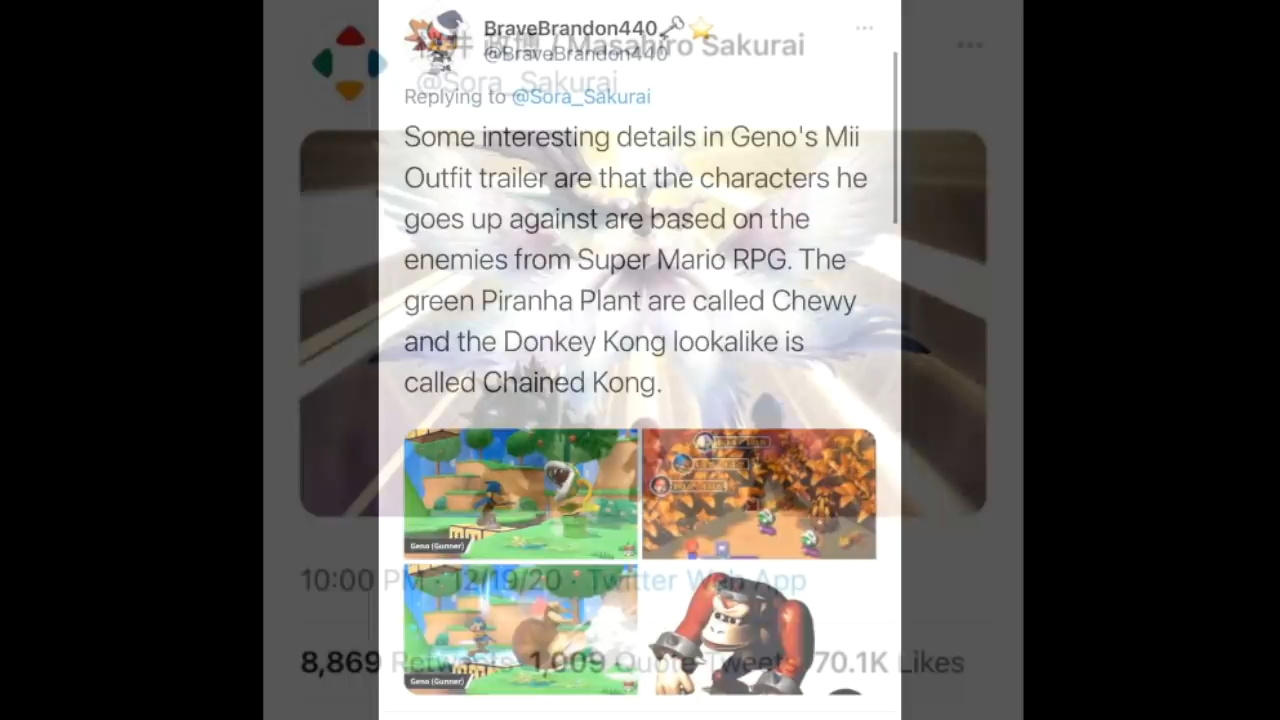 BraveBrandon440
@BraveBrandon440
Masahiro Sakurai
@Sora_Sakurai
Replying to @Sora_Sakurai
Some interesting details in Geno's Mii
Outfit trailer are that the characters he
goes up against are based on the
enemies from Super Mario RPG. The
green Piranha Plant are called Chewy
and the Donkey Kong lookalike is
called Chained Kong.
Geno (Gunner)
10:00 PM · 12/19/20 · Twitter Web App
8,869 Retweets 1,009 Quote Tweets 70.1K Likes
Geno (Gunner)